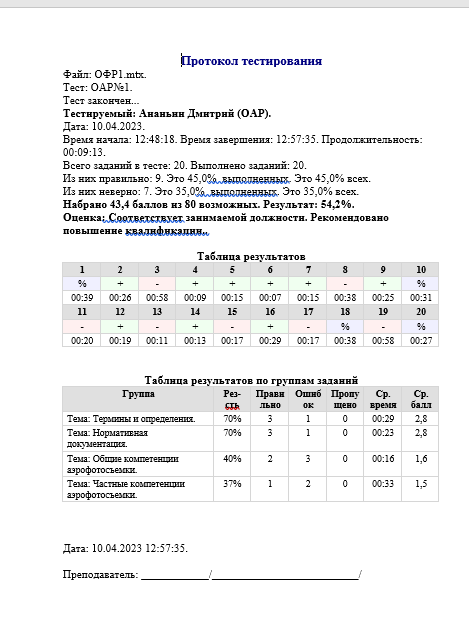 Протокол тестирования
Файл: ОФР1.mtx.
Тест: ОАР№1.
Тест закончен...
Тестируемый: Ананьин Дмитрий (ОАР).
Дата: 10.04.2023.
Время начала: 12:48:18. Время завершения: 12:57:35. Продолжительность:
00:09:13.
Всего заданий в тесте: 20. Выполнено заданий: 20.
Из них правильно: 9. Это 45,0% выполненных. Это 45,0% всех.
Из них неверно: 7. Это 35,0% выполненных. Это 35,0% всех.
Набрано 43,4 баллов из 80 возможных. Результат: 54,2%.
Оценка: Соответствует занимаемой должности. Рекомендовано
повышение квалификации..
Таблица результатов
1 2 3 4 5 6 7 8 9 10
% + - + + + + - + %
00:39 00:26 00:58 00:09 00:15 00:07 00:15 00:38 00:25 00:31
11 12 13 14 15 16 17 18 19 20
- + - + - + - % - %
00:20 00:19 00:11 00:13 00:17 00:29 00:17 00:38 00:58 00:27
Таблица результатов по группам заданий
Группа Рез-сть Прави льно Ошиб ок Пропу щено Ср. время Ср. балл
Тема: Термины и определения. 70% 3 1 0 00:29 2,8
Тема: Нормативная документация. 70% 3 1 0 00:23 2,8
Тема: Общие компетенции аэрофотосъемки. 40% 2 3 0 00:16 1,6
Тема: Частные компетенции аэрофотосъемки. 37% 1 2 0 00:33 1,5
Дата: 10.04.2023 12:57:35.
Преподаватель: ____________/__________________________/